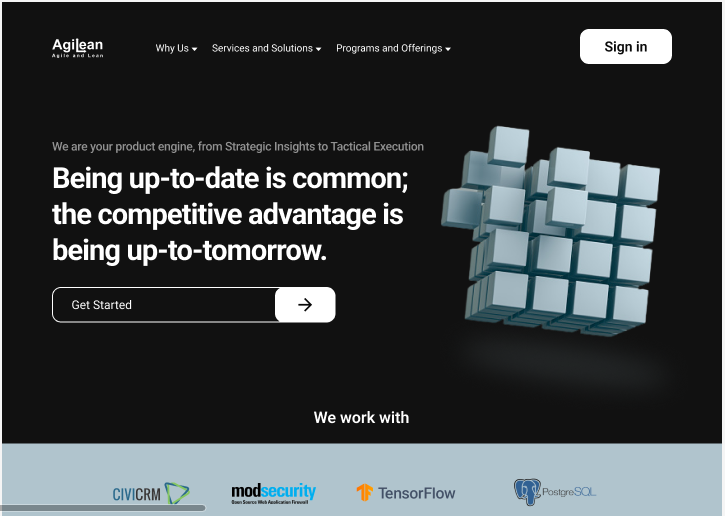 AgiLean
Agile and Lean
Why Us
Services and Solutions
Programs and Offerings
Sign in
We are your product engine, from Strategic Insights to Tactical Execution
Being up-to-date is common;
the competitive advantage is
being up-to-tomorrow.
Get Started
We work with
CIVICRM
modsecurity
Open Source Web Application Firewall
TensorFlow
PostgreSQL